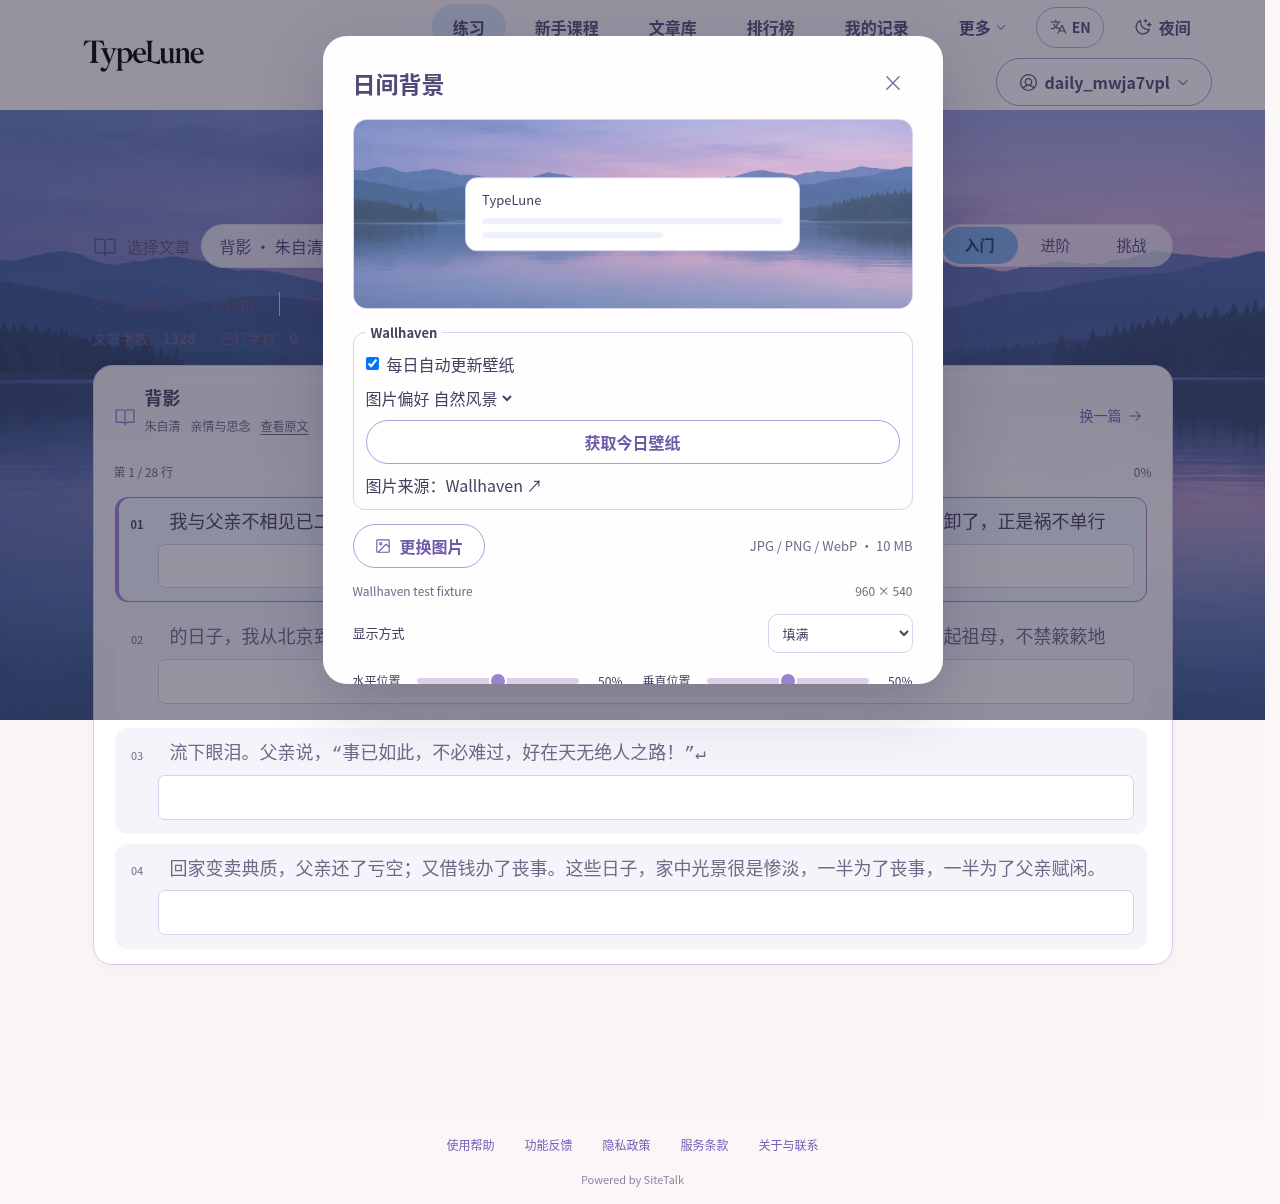 TypeLune
练习
新手课程
文章库
排行榜
我的记录
更多
EN
夜间
daily_mwja7vpl
日间背景
TypeLune
Wallhaven
每日自动更新壁纸
图片偏好 自然风景
获取今日壁纸
图片来源：Wallhaven ↗
更换图片
JPG / PNG / WebP · 10 MB
Wallhaven test fixture
960 × 540
显示方式
填满
水平位置
50%
垂直位置
50%
选择文章
背影 · 朱自清
入门
进阶
挑战
05:00
文章字数：1328
已打字数：0
背影
朱自清 亲情与思念 查看原文
换一篇 →
第 1 / 28 行
0%
01 我与父亲不相见已二
卸了，正是祸不单行
02 的日子，我从北京到
起祖母，不禁簌簌地
03 流下眼泪。父亲说，“事已如此，不必难过，好在天无绝人之路！”↵
04 回家变卖典质，父亲还了亏空；又借钱办了丧事。这些日子，家中光景很是惨淡，一半为了丧事，一半为了父亲赋闲。
使用帮助
功能反馈
隐私政策
服务条款
关于与联系
Powered by SiteTalk